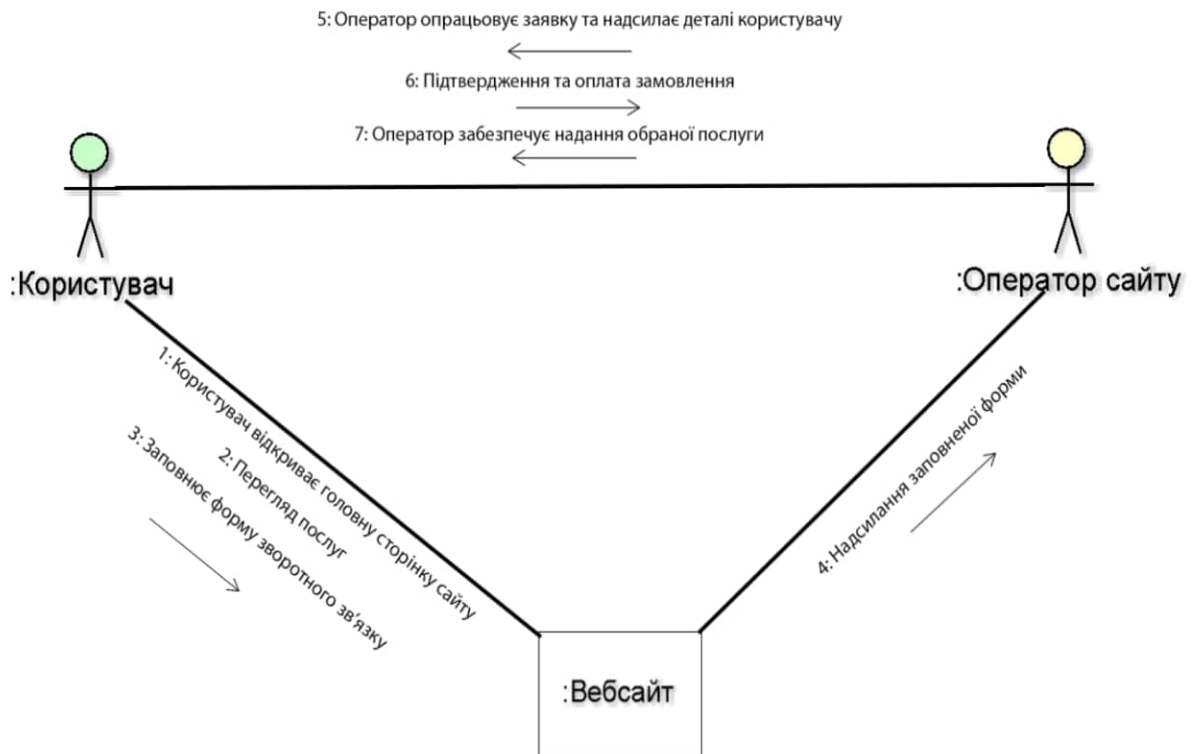 5: Оператор опрацьовує заявку та надсилає деталі користувачу
6: Підтвердження та оплата замовлення
7: Оператор забезпечує надання обраної послуги
:Користувач
:Оператор сайту
1: Користувач відкриває головну сторінку сайту
2: Перегляд послуг
3: Заповнює форму зворотного зв'язку
4: Надсилання заповненої форми
:Вебсайт